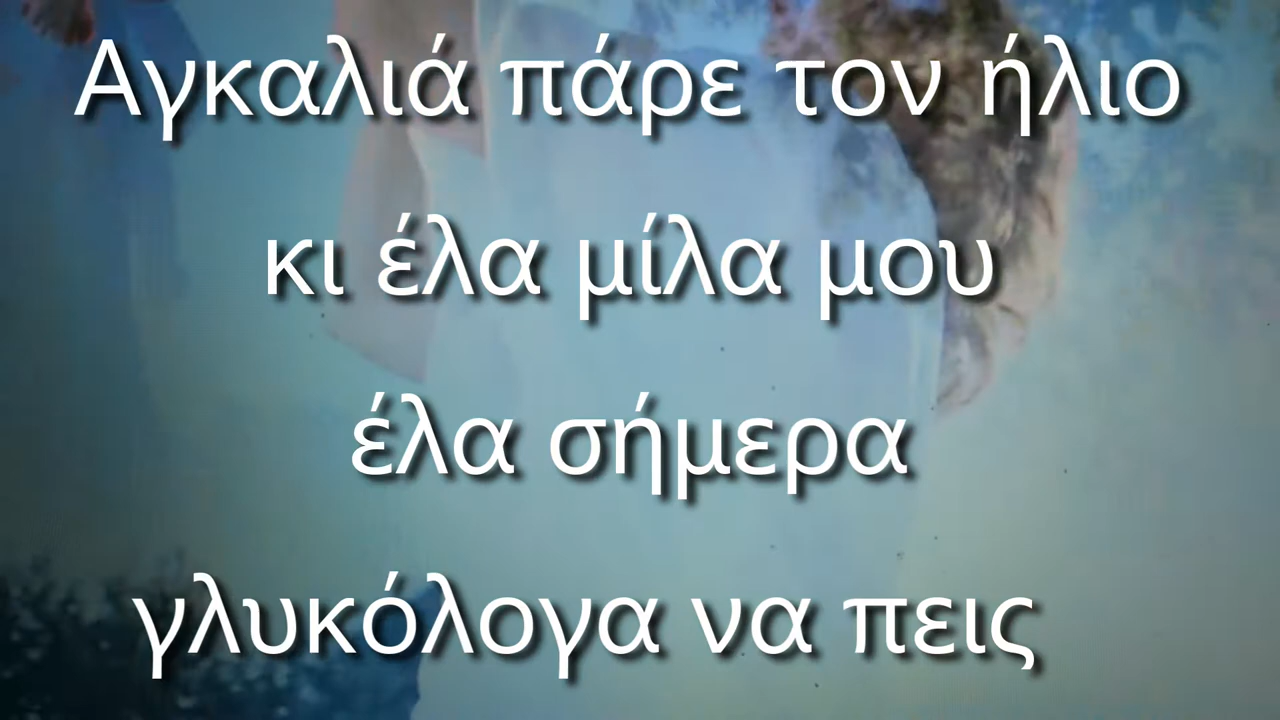 Αγκαλιά πάρε τον ήλιο
κι έλα μίλα μου
έλα σήμερα
γλυκόλογα να πεις